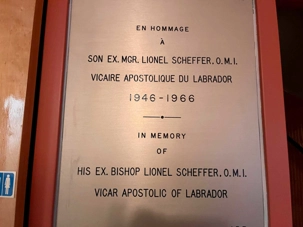 EN HOMMAGE
À
SON EX. MGR. LIONEL SCHEFFER, O.M.I.
VICAIRE APOSTOLIQUE DU LABRADOR
1946-1966
IN MEMORY
OF
HIS EX. BISHOP LIONEL SCHEFFER, O.M.I.
VICAR APOSTOLIC OF LABRADOR